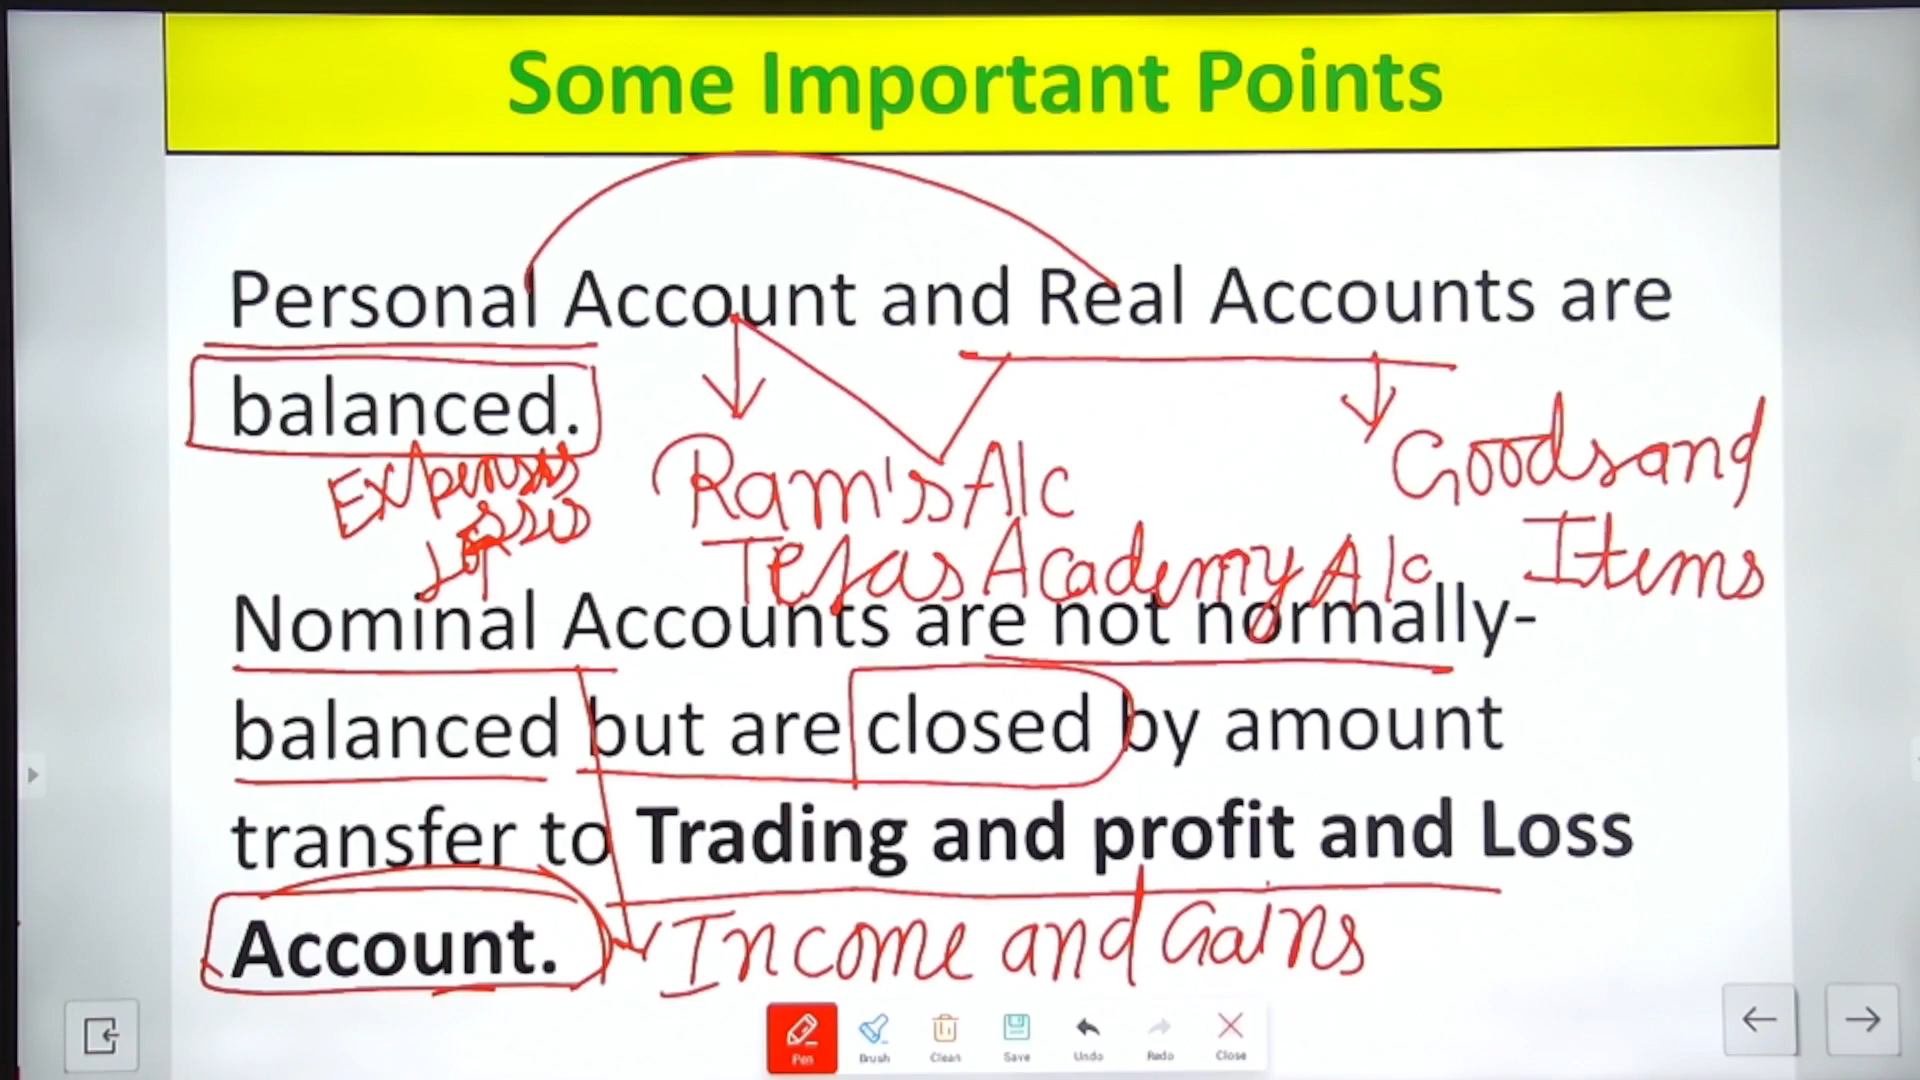 Some Important Points
Personal Account and Real Accounts are
balanced.
Expenses
Losses
Ram's A/c
Tejas Academy A/c
Goods and
Items
Nominal Accounts are not normally-
balanced but are closed by amount
transfer to Trading and profit and Loss
Account.
Income and Gains
Pen Brush Clean Save Undo Redo Close